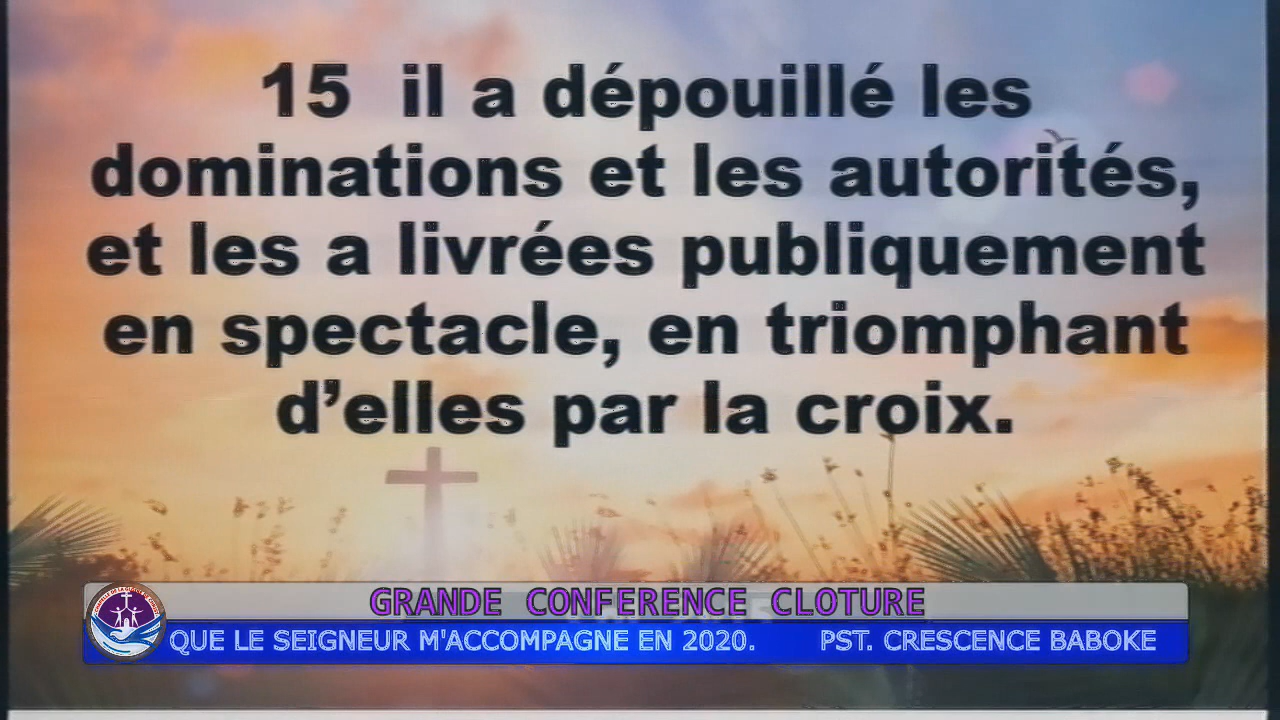 15 il a dépouillé les
dominations et les autorités,
et les a livrées publiquement
en spectacle, en triomphant
d’elles par la croix.
GRANDE CONFERENCE CLOTURE
QUE LE SEIGNEUR M'ACCOMPAGNE EN 2020. PST. CRESCENCE BABOKE